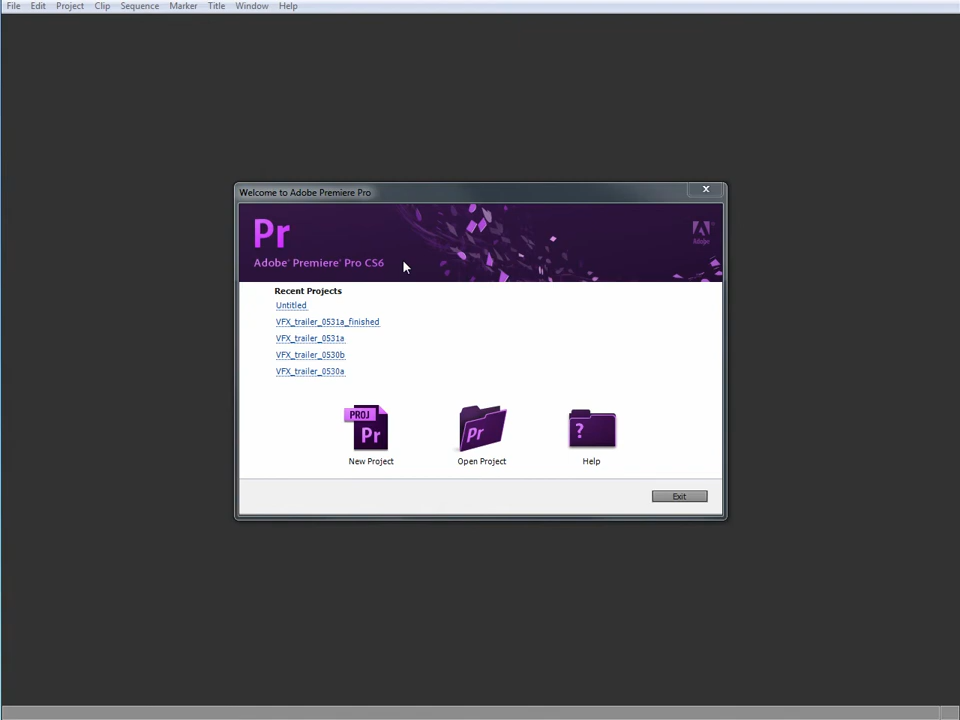 File Edit Project Clip Sequence Marker Title Window Help
Welcome to Adobe Premiere Pro
Pr
Adobe
Adobe® Premiere® Pro CS6
Recent Projects
Untitled
VFX_trailer_0531a_finished
VFX_trailer_0531a
VFX_trailer_0530b
VFX_trailer_0530a
PROJ
Pr
Pr
?
New Project Open Project Help
Exit